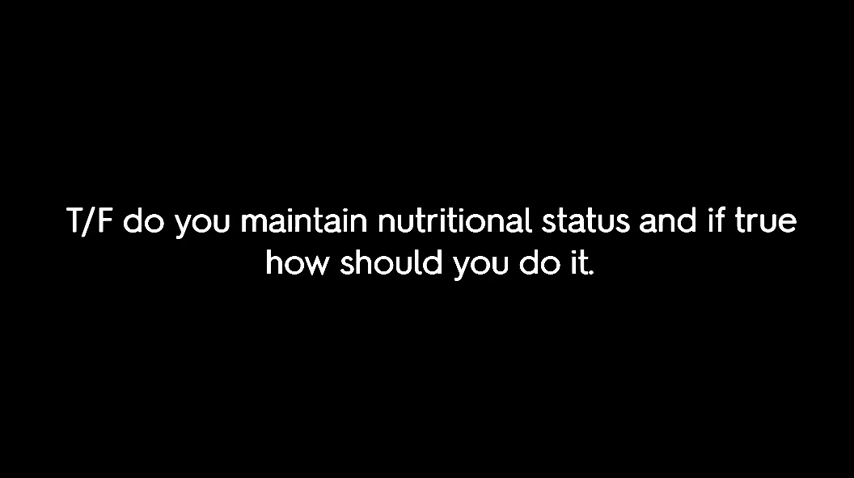 T/F do you maintain nutritional status and if true
how should you do it.